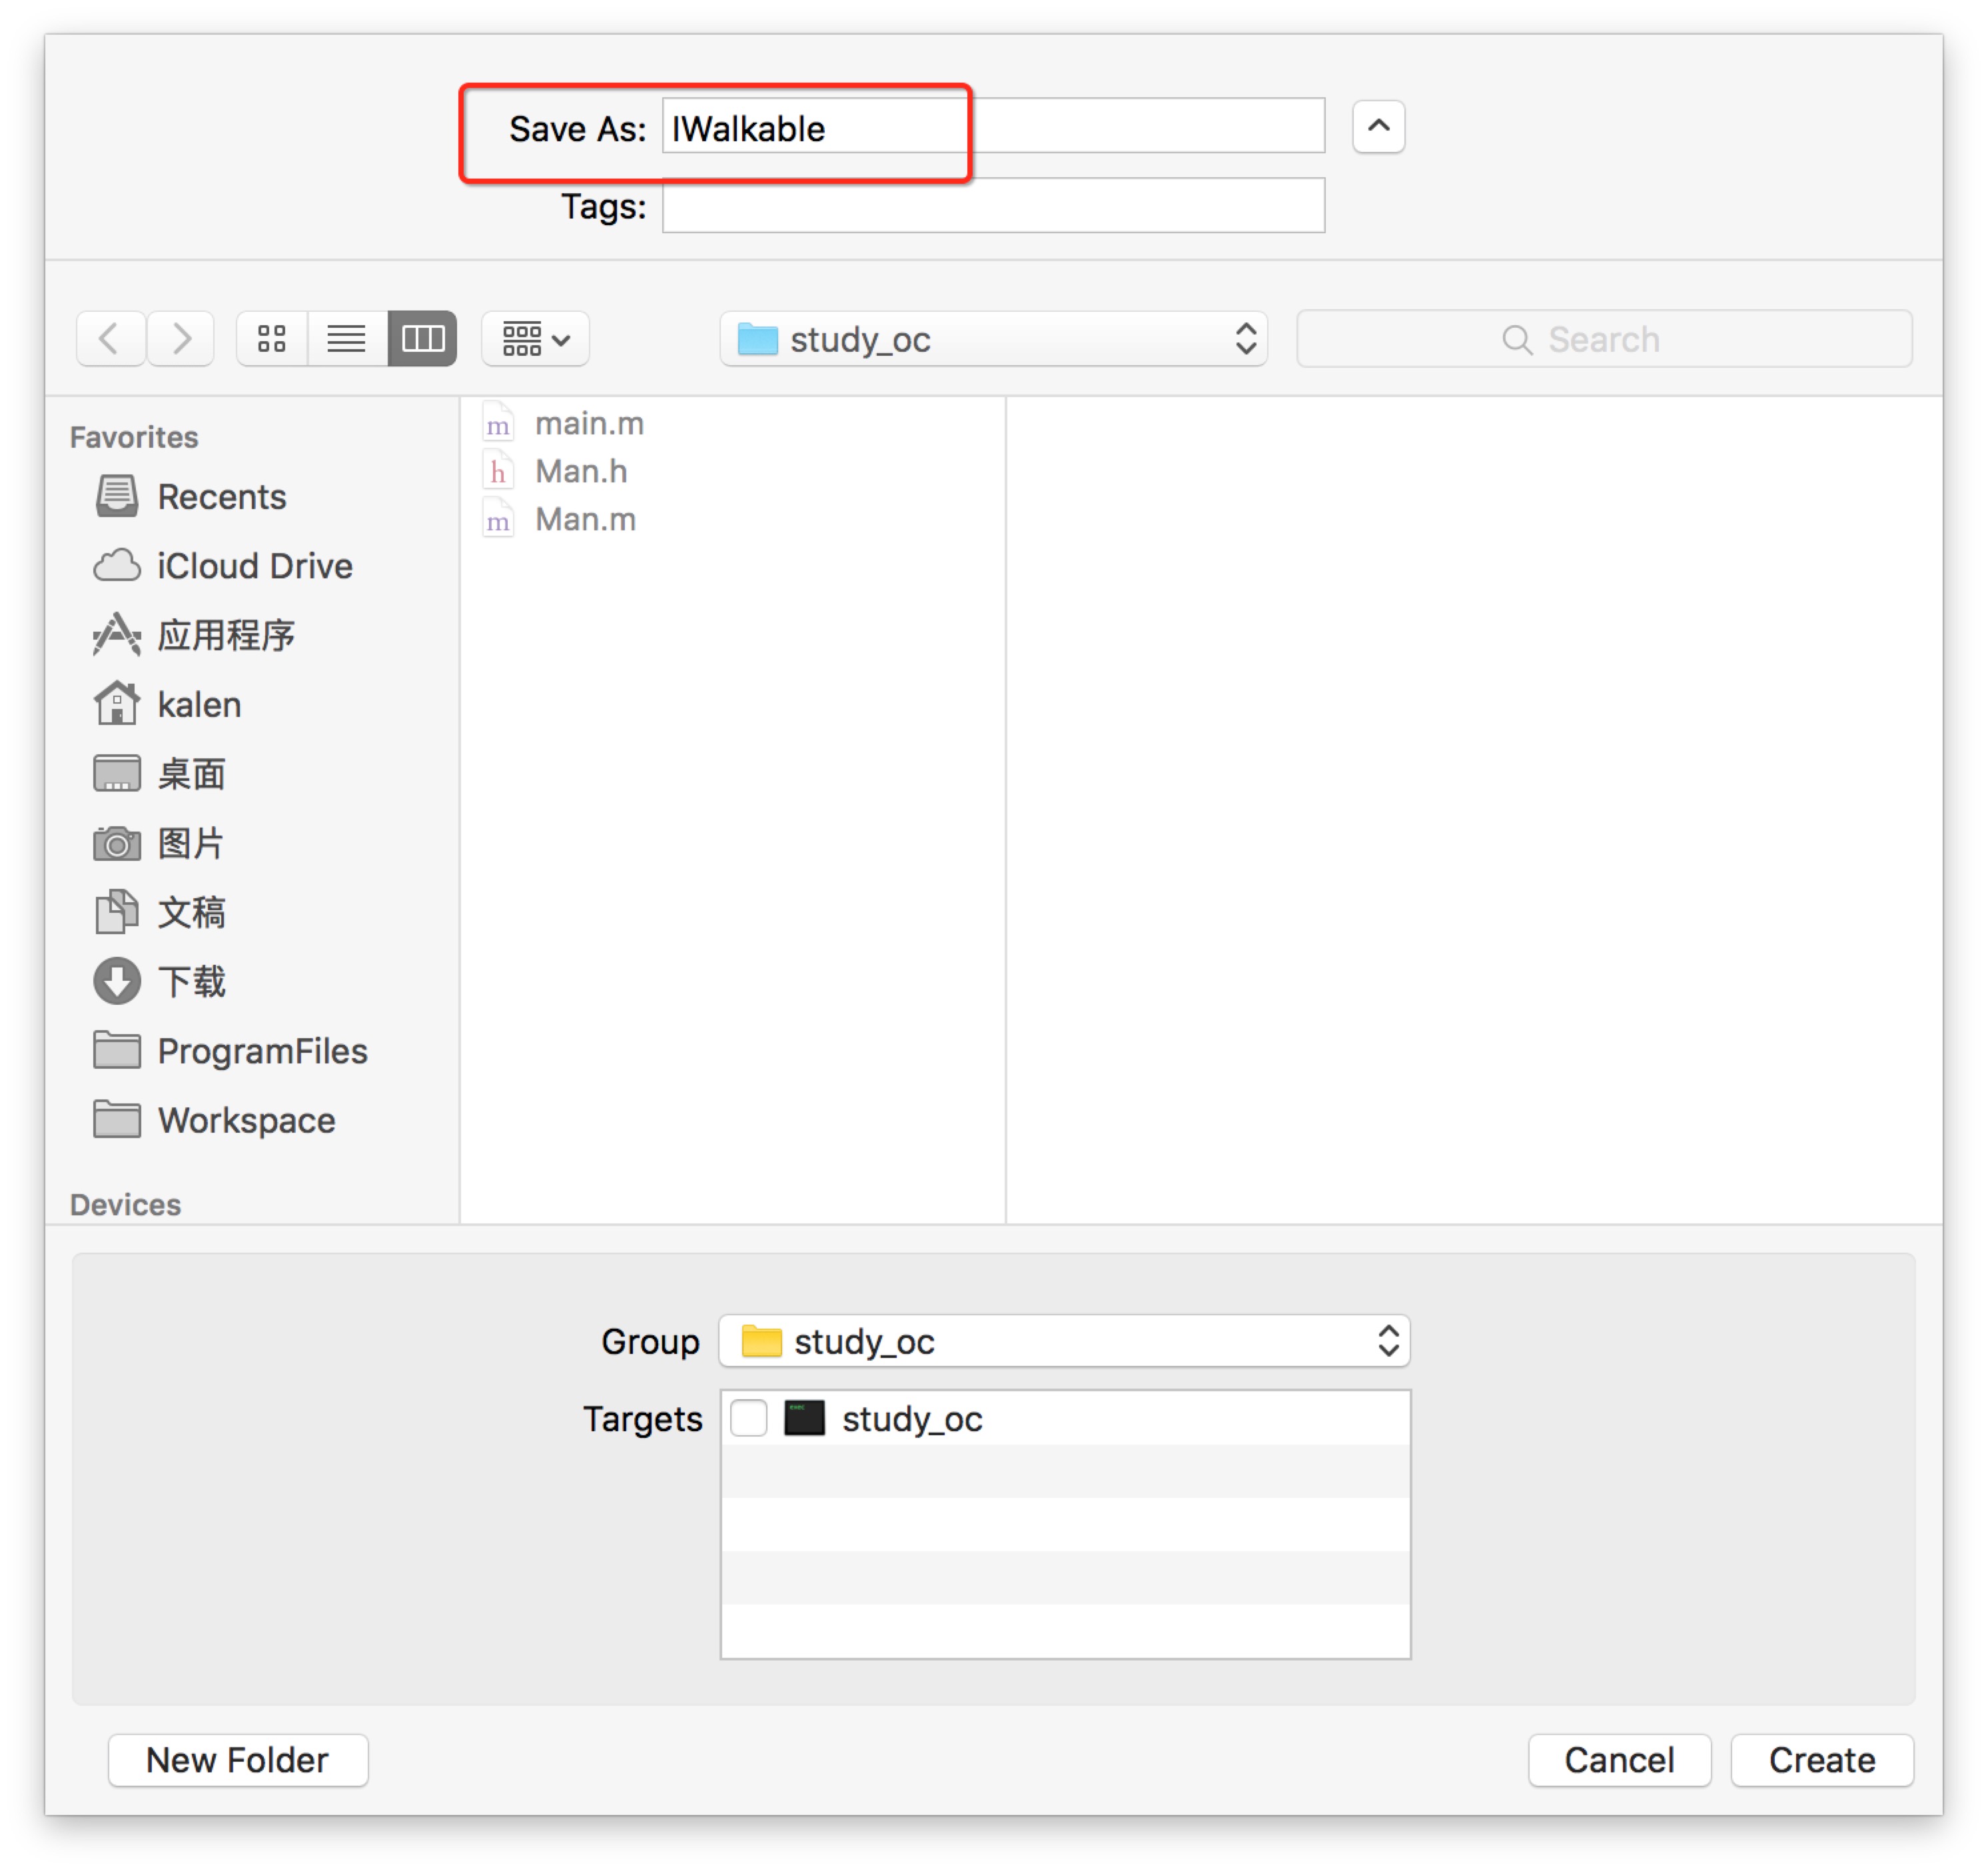 Save As: IWalkable
Tags:
study_oc
Search
Favorites
Recents
iCloud Drive
应用程序
kalen
桌面
图片
文稿
下载
ProgramFiles
Workspace
Devices
m main.m
h Man.h
m Man.m
Group study_oc
Targets exec study_oc
New Folder
Cancel
Create